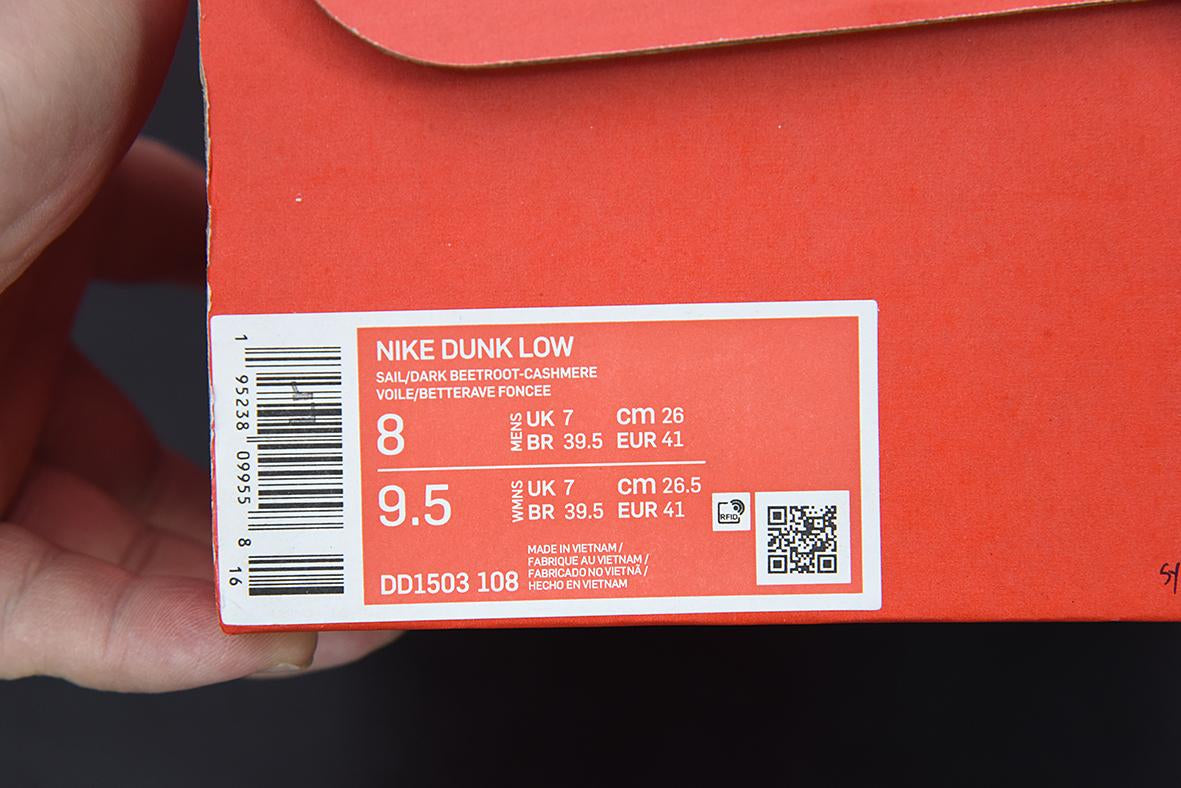 NIKE DUNK LOW
SAIL/DARK BEETROOT-CASHMERE
VOILE/BETTERAVE FONCEE
8 MENS UK 7 cm 26
BR 39.5 EUR 41
9.5 WMNS UK 7 cm 26.5
BR 39.5 EUR 41
RFID
MADE IN VIETNAM /
FABRIQUE AU VIETNAM /
FABRICADO NO VIETNÃ /
HECHO EN VIETNAM
DD1503 108
1 95238 09955 8 16